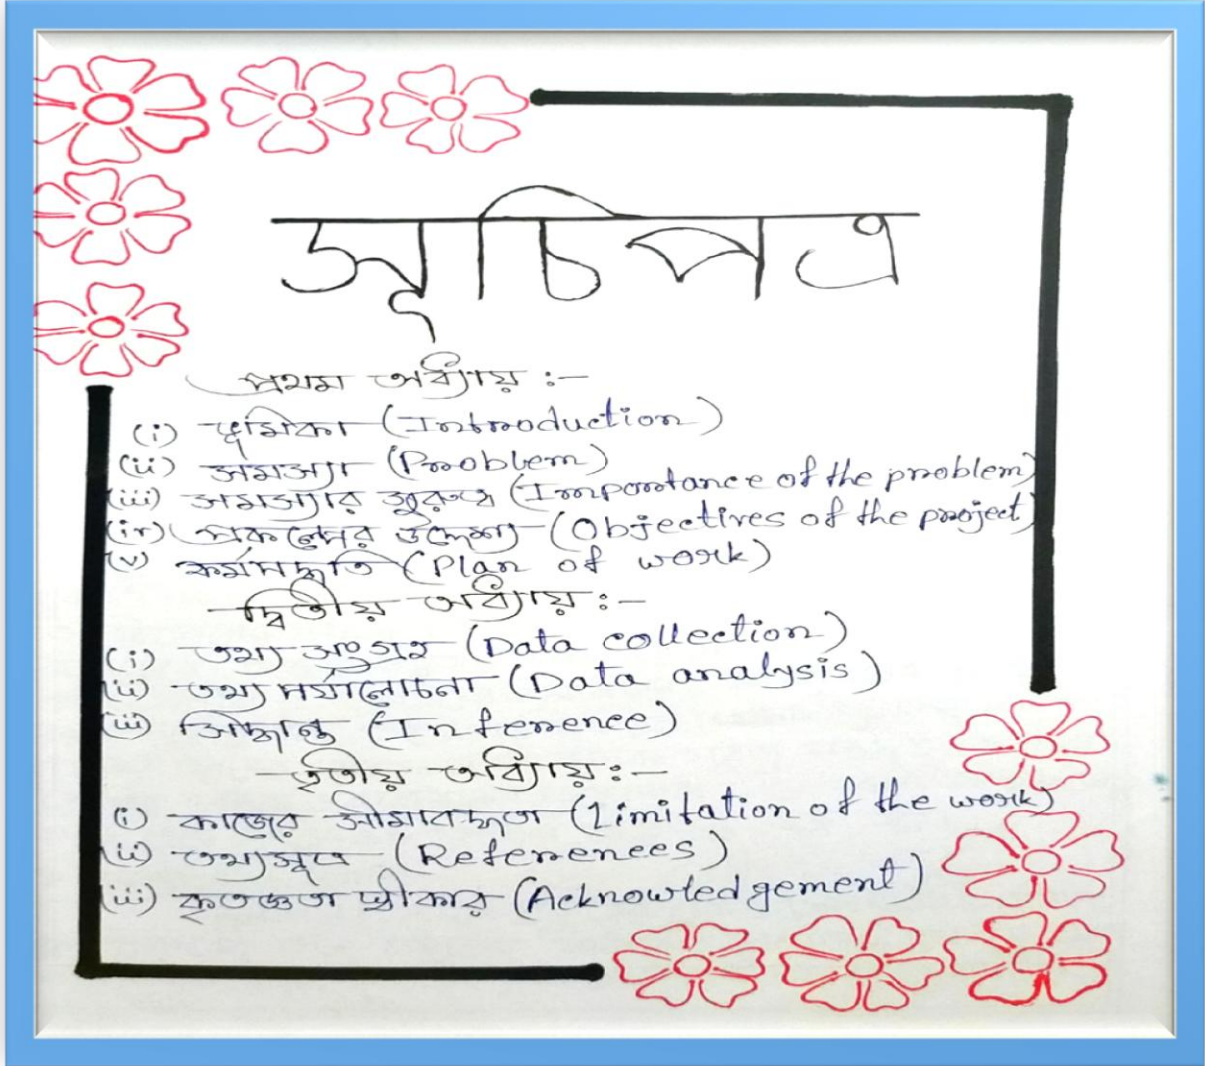 সূচিপত্র
প্রথম অধ্যায় :-
(i) ভূমিকা (Introduction)
(ii) সমস্যা (Problem)
(iii) সমস্যার গুরুত্ব (Importance of the problem)
(iv) প্রকল্পের উদ্দেশ্য (Objectives of the project)
(v) কর্মপদ্ধতি (Plan of work)
দ্বিতীয় অধ্যায় :-
(i) তথ্য সংগ্রহ (Data collection)
(ii) তথ্য পর্যালোচনা (Data analysis)
(iii) সিদ্ধান্ত (Inference)
তৃতীয় অধ্যায় :-
(i) কাজের সীমাবদ্ধতা (Limitation of the work)
(ii) তথ্যসূত্র (References)
(iii) কৃতজ্ঞতা স্বীকার (Acknowledgement)